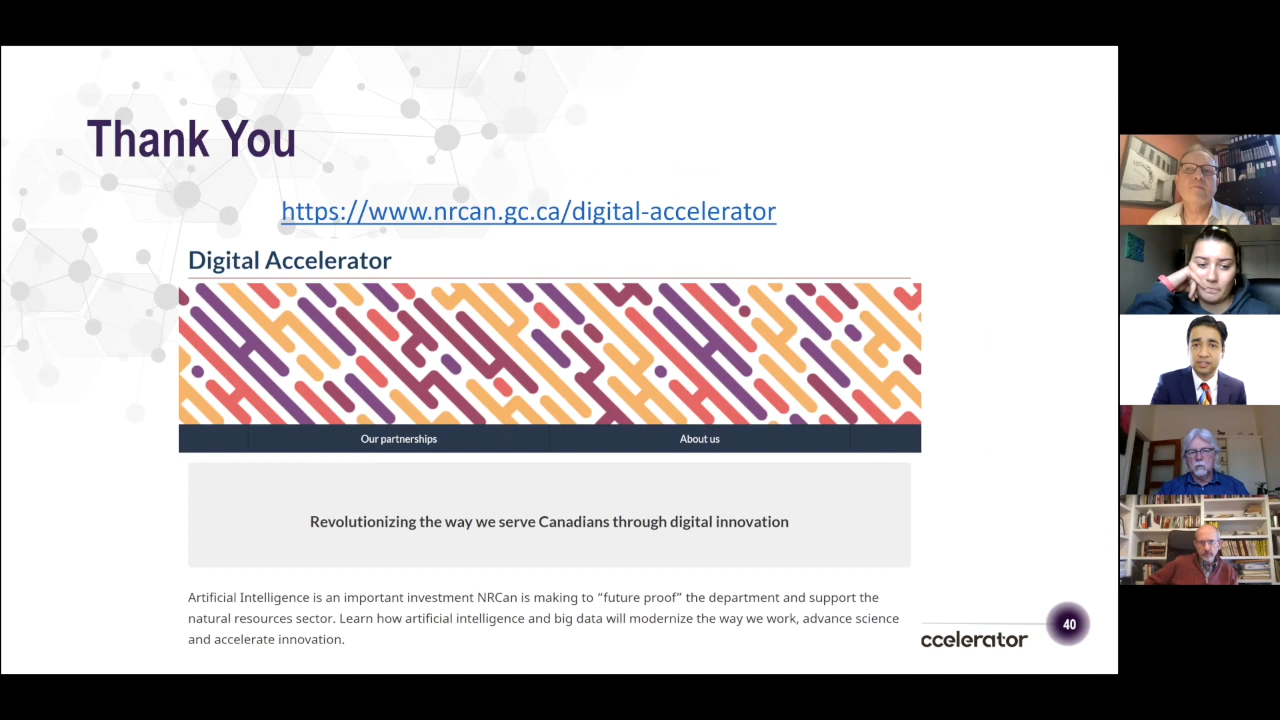 Thank You
https://www.nrcan.gc.ca/digital-accelerator
Digital Accelerator
Our partnerships
About us
Revolutionizing the way we serve Canadians through digital innovation
Artificial Intelligence is an important investment NRCan is making to “future proof” the department and support the
natural resources sector. Learn how artificial intelligence and big data will modernize the way we work, advance science
and accelerate innovation.
ccelerator
40